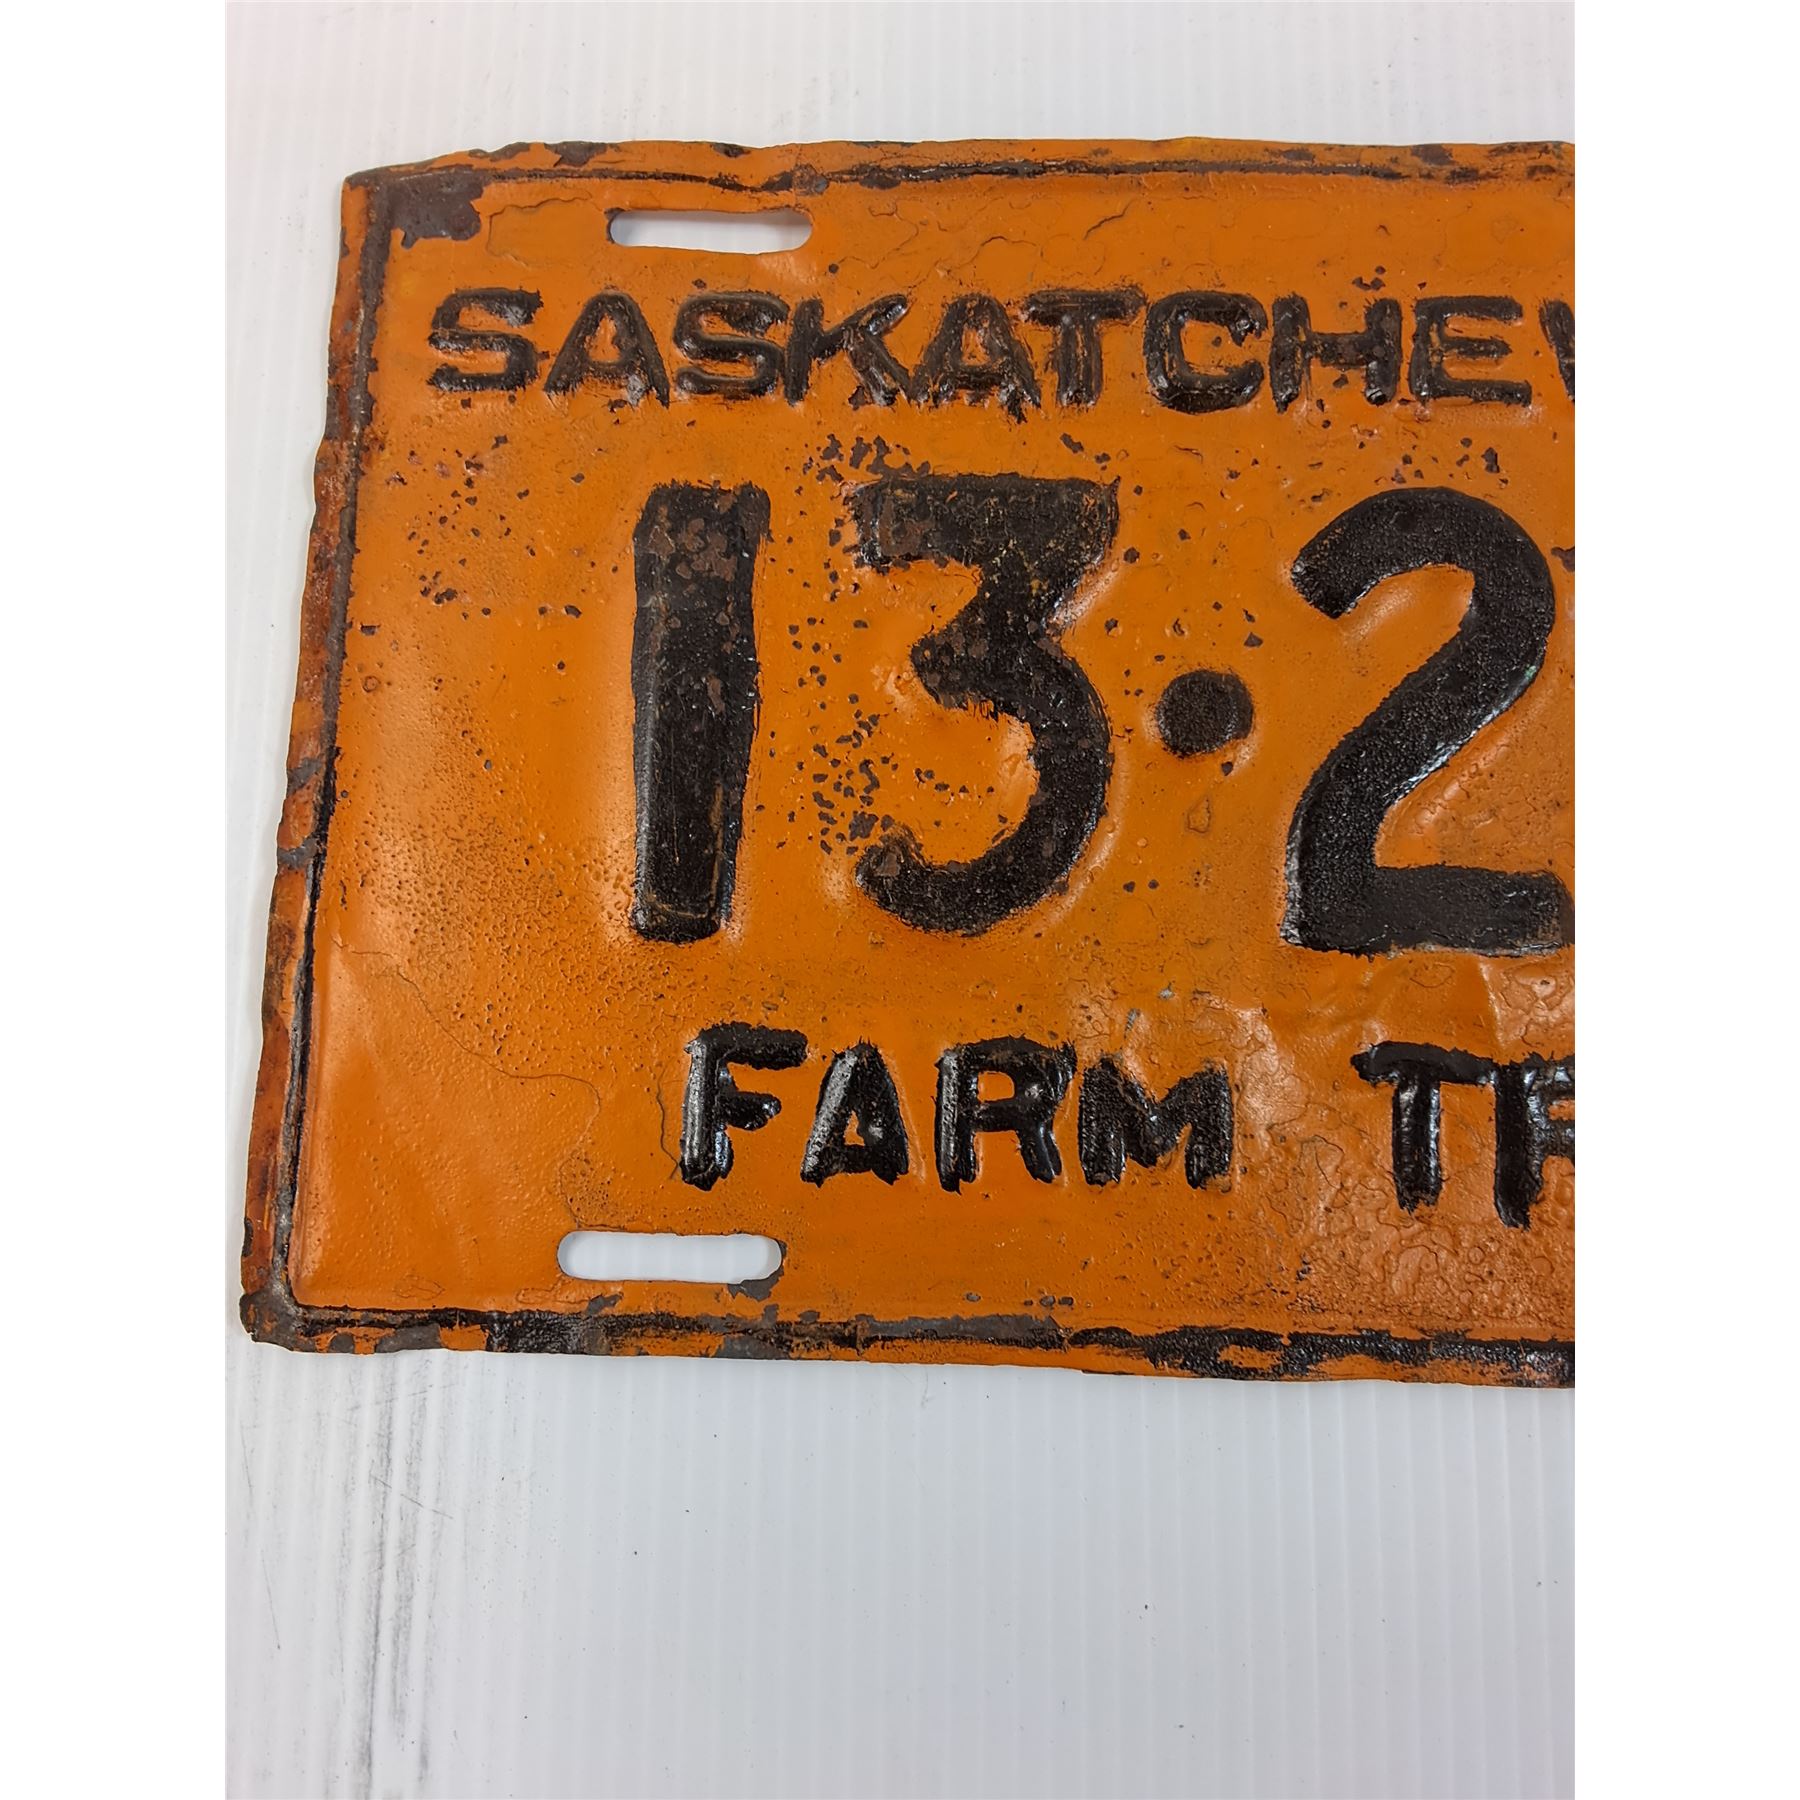 SASKATCHEW
13·2
FARM TR